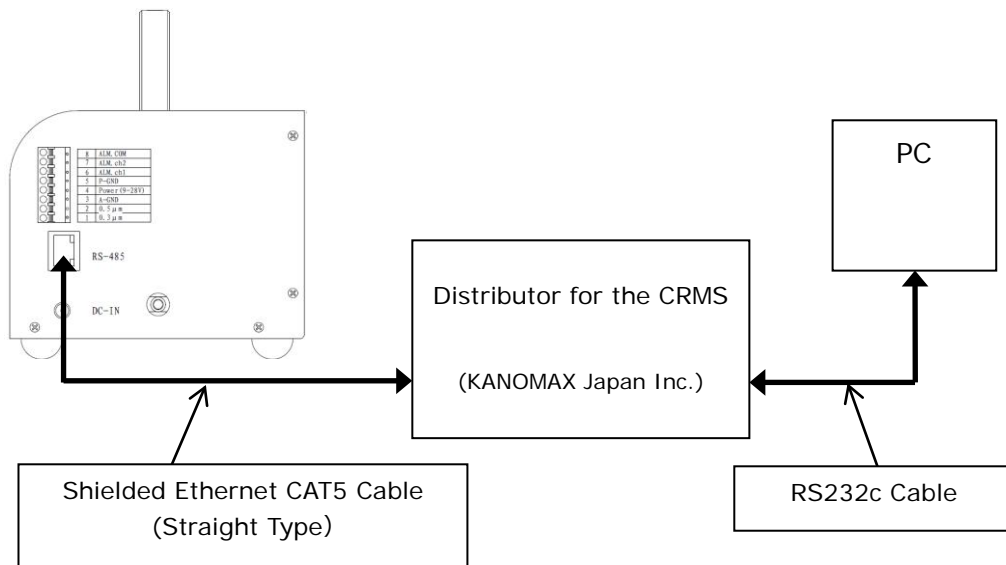 8 ALM.COM
7 ALM.ch2
6 ALM.ch1
5 P-GND
4 Power(9-28V)
3 A-GND
2 0.5μm
1 0.3μm
RS-485
DC-IN
PC
Distributor for the CRMS
(KANOMAX Japan Inc.)
Shielded Ethernet CAT5 Cable
(Straight Type)
RS232c Cable